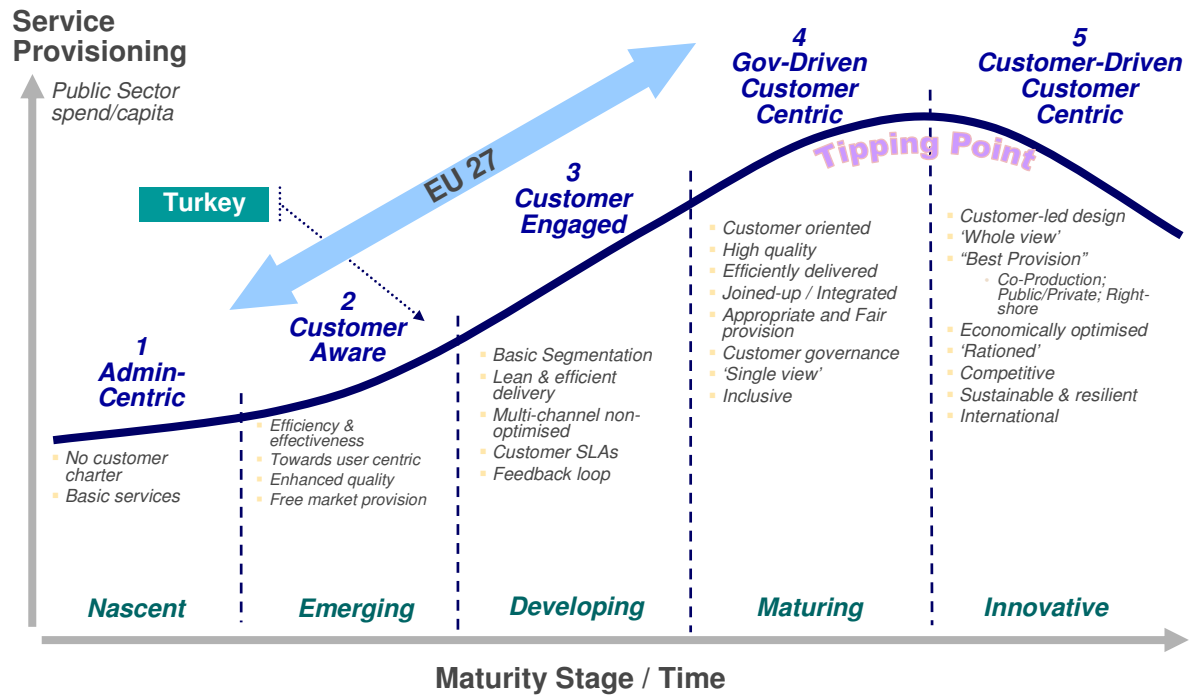 Service
Provisioning
Public Sector
spend/capita
Turkey
EU 27
1
Admin-
Centric
2
Customer
Aware
3
Customer
Engaged
4
Gov-Driven
Customer
Centric
5
Customer-Driven
Customer
Centric
Tipping Point
No customer
charter
Basic services
Efficiency &
effectiveness
Towards user centric
Enhanced quality
Free market provision
Basic Segmentation
Lean & efficient
delivery
Multi-channel non-
optimised
Customer SLAs
Feedback loop
Customer oriented
High quality
Efficiently delivered
Joined-up / Integrated
Appropriate and Fair
provision
Customer governance
‘Single view’
Inclusive
Customer-led design
‘Whole view’
“Best Provision”
Co-Production;
Public/Private; Right-
shore
Economically optimised
‘Rationed’
Competitive
Sustainable & resilient
International
Nascent
Emerging
Developing
Maturing
Innovative
Maturity Stage / Time